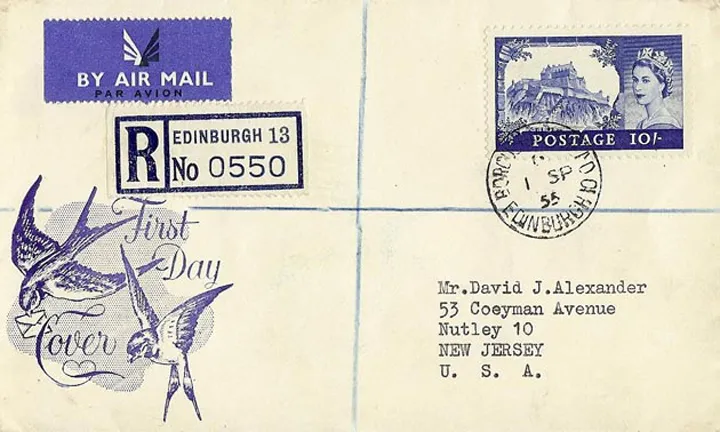 BY AIR MAIL
PAR AVION
R
EDINBURGH 13
No 0550
POSTAGE 10/-
1 SP
55
EDINBURGH
First
Day
Cover
Mr.David J.Alexander
53 Coeyman Avenue
Nutley 10
NEW JERSEY
U. S. A.